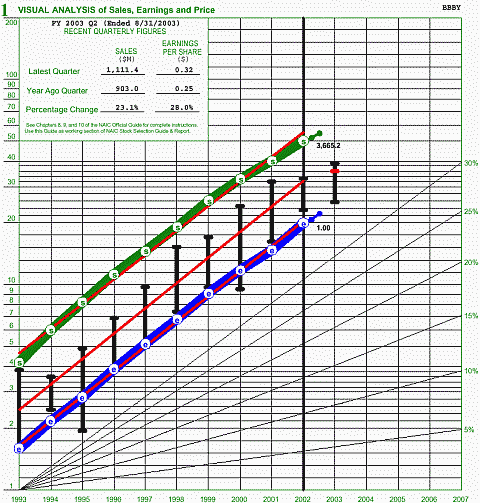 1 VISUAL ANALYSIS of Sales, Earnings and Price BBBY
FY 2003 Q2 (Ended 8/31/2003)
RECENT QUARTERLY FIGURES
SALES
($M)
EARNINGS
PER SHARE
($)
Latest Quarter 1,111.4 0.32
Year Ago Quarter 903.0 0.25
Percentage Change 23.1% 28.0%
See Chapters 8, 9, and 10 of the NAIC Official Guide for complete instructions.
Use this Guide as working section of NAIC Stock Selection Guide & Report.
200
100
90
80
70
60
50
40
30
20
10
9
8
7
6
5
4
3
2
1
3,665.2
1.00
30%
25%
20%
15%
10%
5%
S S S S S S S S S S
e e e e e e e e e e
1993 1994 1995 1996 1997 1998 1999 2000 2001 2002 2003 2004 2005 2006 2007